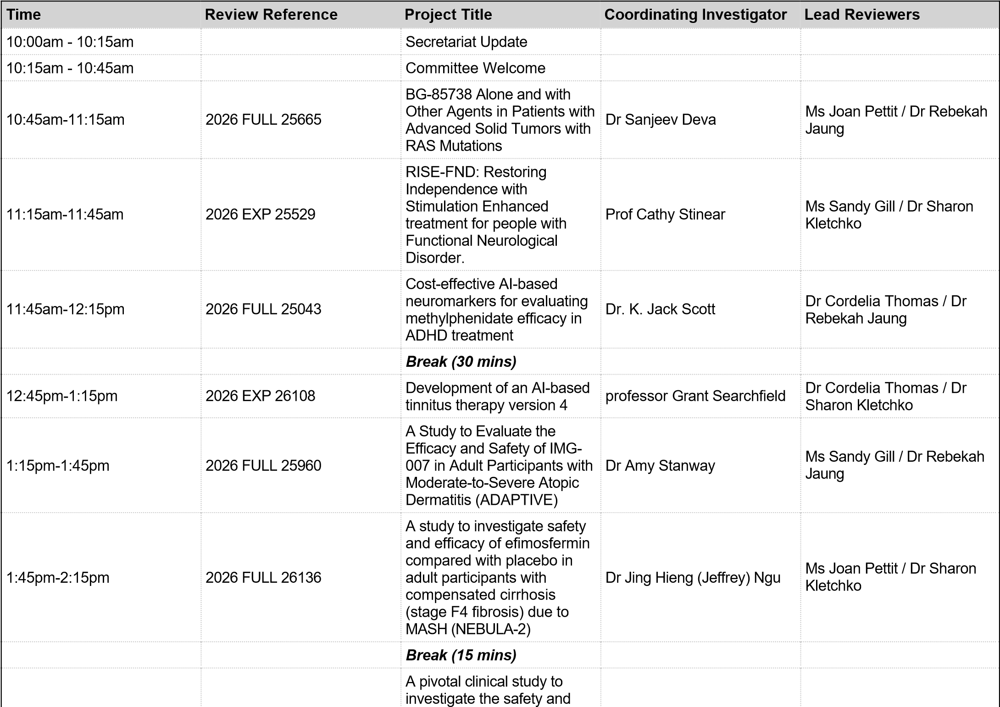 Time Review Reference Project Title Coordinating Investigator Lead Reviewers
10:00am - 10:15am Secretariat Update
10:15am - 10:45am Committee Welcome
10:45am-11:15am 2026 FULL 25665 BG-85738 Alone and with
Other Agents in Patients with
Advanced Solid Tumors with
RAS Mutations Dr Sanjeev Deva Ms Joan Pettit / Dr Rebekah
Jaung
11:15am-11:45am 2026 EXP 25529 RISE-FND: Restoring
Independence with
Stimulation Enhanced
treatment for people with
Functional Neurological
Disorder. Prof Cathy Stinear Ms Sandy Gill / Dr Sharon
Kletchko
11:45am-12:15pm 2026 FULL 25043 Cost-effective AI-based
neuromarkers for evaluating
methylphenidate efficacy in
ADHD treatment Dr. K. Jack Scott Dr Cordelia Thomas / Dr
Rebekah Jaung
Break (30 mins)
12:45pm-1:15pm 2026 EXP 26108 Development of an AI-based
tinnitus therapy version 4 professor Grant Searchfield Dr Cordelia Thomas / Dr
Sharon Kletchko
1:15pm-1:45pm 2026 FULL 25960 A Study to Evaluate the
Efficacy and Safety of IMG-
007 in Adult Participants with
Moderate-to-Severe Atopic
Dermatitis (ADAPTIVE) Dr Amy Stanway Ms Sandy Gill / Dr Rebekah
Jaung
1:45pm-2:15pm 2026 FULL 26136 A study to investigate safety
and efficacy of efimosfermin
compared with placebo in
adult participants with
compensated cirrhosis
(stage F4 fibrosis) due to
MASH (NEBULA-2) Dr Jing Hieng (Jeffrey) Ngu Ms Joan Pettit / Dr Sharon
Kletchko
Break (15 mins)
A pivotal clinical study to
investigate the safety and